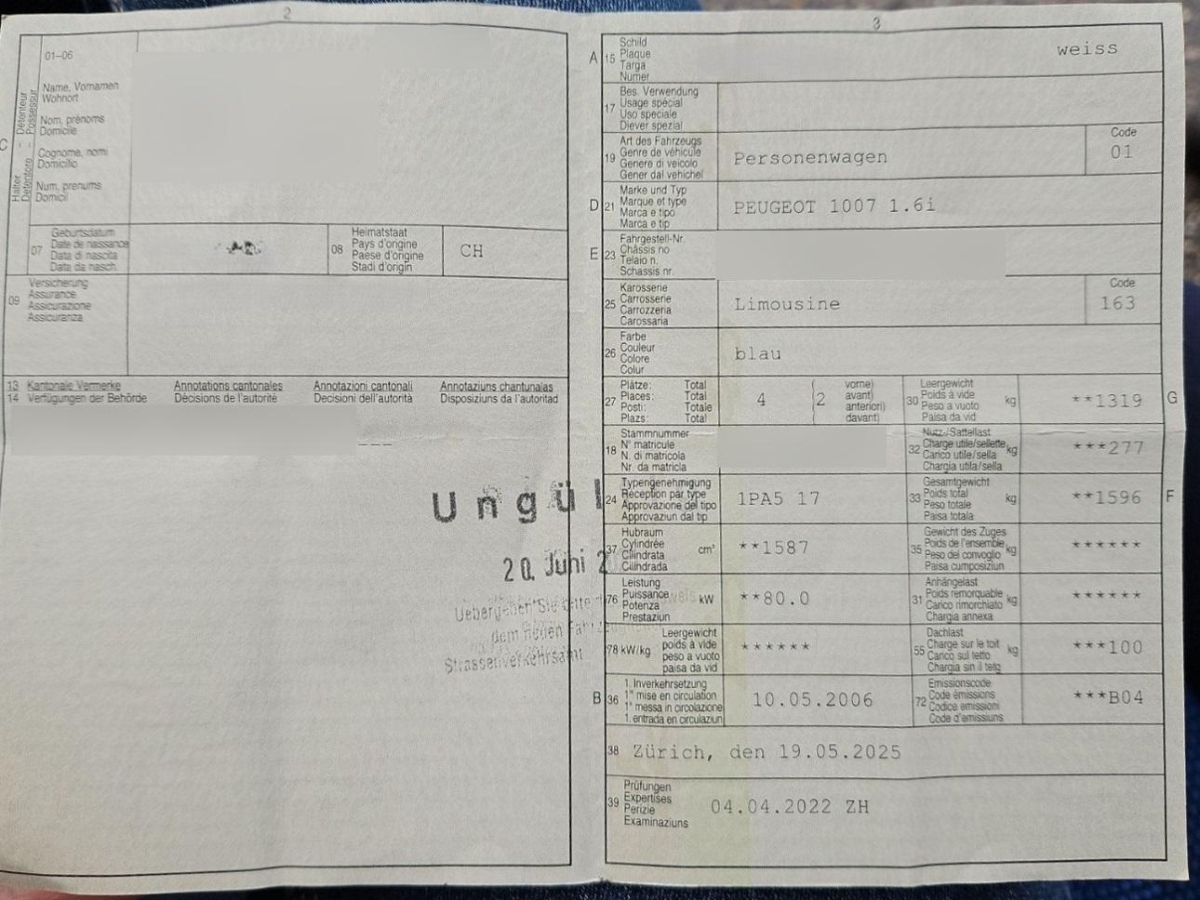 2
C
Halter - Détenteur
Detentore - Possessur
01–06
Name, Vornamen
Wohnort
Nom, prénoms
Domicile
Cognome, nomi
Domicilio
Num, prenums
Domicil
07
Geburtsdatum
Date de naissance
Data di nascita
Data da nasch.
08
Heimatstaat
Pays d'origine
Paese d'origine
Stadi d'origin
CH
09
Versicherung
Assurance
Assicurazione
Assicuranza
13 Kantonale Vermerke Annotations cantonales Annotazioni cantonali Annotaziuns chantunalas
14 Verfügungen der Behörde Décisions de l'autorité Decisioni dell'autorità Disposiziuns da l'autoritad
Ungül
20. Juni 2
Uebergeben Sie bitte
dem neuen Fahrzeug
Strassenverkehrsamt
3
A 15
Schild
Plaque
Targa
Numer
weiss
17
Bes. Verwendung
Usage spécial
Uso speciale
Diever spezial
19
Art des Fahrzeugs
Genre de véhicule
Genere di veicolo
Gener dal vehichel
Personenwagen
Code
01
D 21
Marke und Typ
Marque et type
Marca e tipo
Marca e tip
PEUGEOT 1007 1.6i
E 23
Fahrgestell-Nr.
Châssis no
Telaio n.
Schassis nr.
25
Karosserie
Carrosserie
Carrozzeria
Carossaria
Limousine
Code
163
26
Farbe
Couleur
Colore
Colur
blau
27
Plätze: Total
Places: Total
Posti: Totale
Plazs: Total
4
( 2
vorne)
avant)
anteriori)
davant)
30
Leergewicht
Poids à vide
Peso a vuoto
Paisa da vid
kg
**1319
G
18
Stammnummer
N° matricule
N. di matricola
Nr. da matricla
32
Nutz-/Sattellast
Charge utile/sellette
Carico utile/sella
Chargia utila/sella
kg
***277
24
Typengenehmigung
Réception par type
Approvazione del tipo
Approvaziun dal tip
1PA5 17
33
Gesamtgewicht
Poids total
Peso totale
Paisa totala
kg
**1596
F
37
Hubraum
Cylindrée
Cilindrata
Cilindrada
cm³
**1587
35
Gewicht des Zuges
Poids de l'ensemble
Peso del convoglio
Paisa cumposiziun
kg
******
76
Leistung
Puissance
Potenza
Prestaziun
kW
**80.0
31
Anhängelast
Poids remorquable
Carico rimorchiato
Chargia annexa
kg
******
78 kW/kg
Leergewicht
poids à vide
peso a vuoto
paisa da vid
******
55
Dachlast
Charge sur le toit
Carico sul tetto
Chargia sin il tetg
kg
***100
B 36
1. Inverkehrsetzung
1re mise en circulation
1a messa in circolazione
1. entrada en circulaziun
10.05.2006
72
Emissionscode
Code émissions
Codice emissioni
Code d'emissiuns
***B04
38 Zürich, den 19.05.2025
39
Prüfungen
Expertises
Perizie
Examinaziuns
04.04.2022 ZH